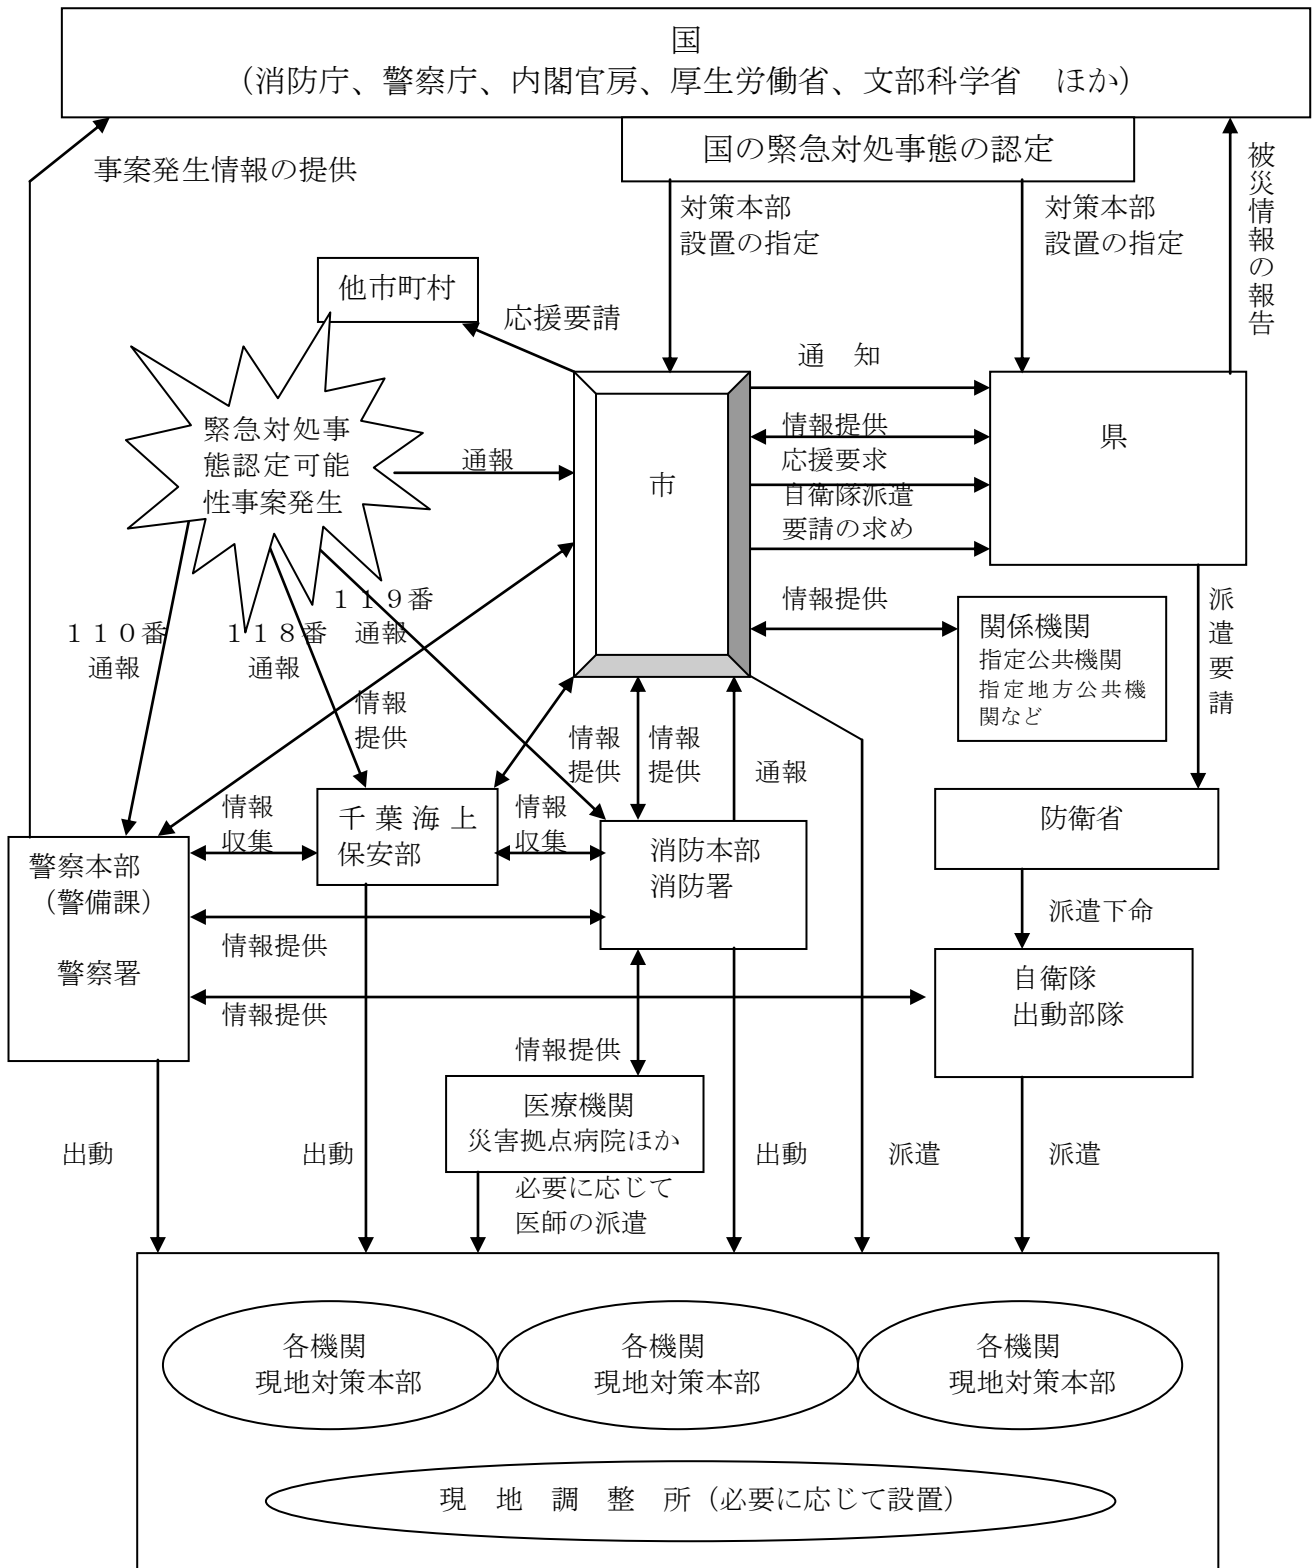 国
（消防庁、警察庁、内閣官房、厚生労働省、文部科学省　ほか）
国の緊急対処事態の認定
事案発生情報の提供
対策本部
設置の指定
対策本部
設置の指定
被災情報の報告
他市町村
応援要請
通　知
緊急対処事
態認定可能
性事案発生
通報
市
情報提供
応援要求
自衛隊派遣
要請の求め
県
１１０番
通報
１１８番
通報
１１９番
通報
情報提供
関係機関
指定公共機関
指定地方公共機
関など
派遣要請
情報
提供
情報
提供
情報
提供
通報
情報
収集
千葉海上
保安部
情報
収集
消防本部
消防署
防衛省
警察本部
（警備課）
警察署
情報提供
派遣下命
情報提供
自衛隊
出動部隊
情報提供
医療機関
災害拠点病院ほか
出動
出動
出動
派遣
派遣
必要に応じて
医師の派遣
各機関
現地対策本部
各機関
現地対策本部
各機関
現地対策本部
現　地　調　整　所（必要に応じて設置）